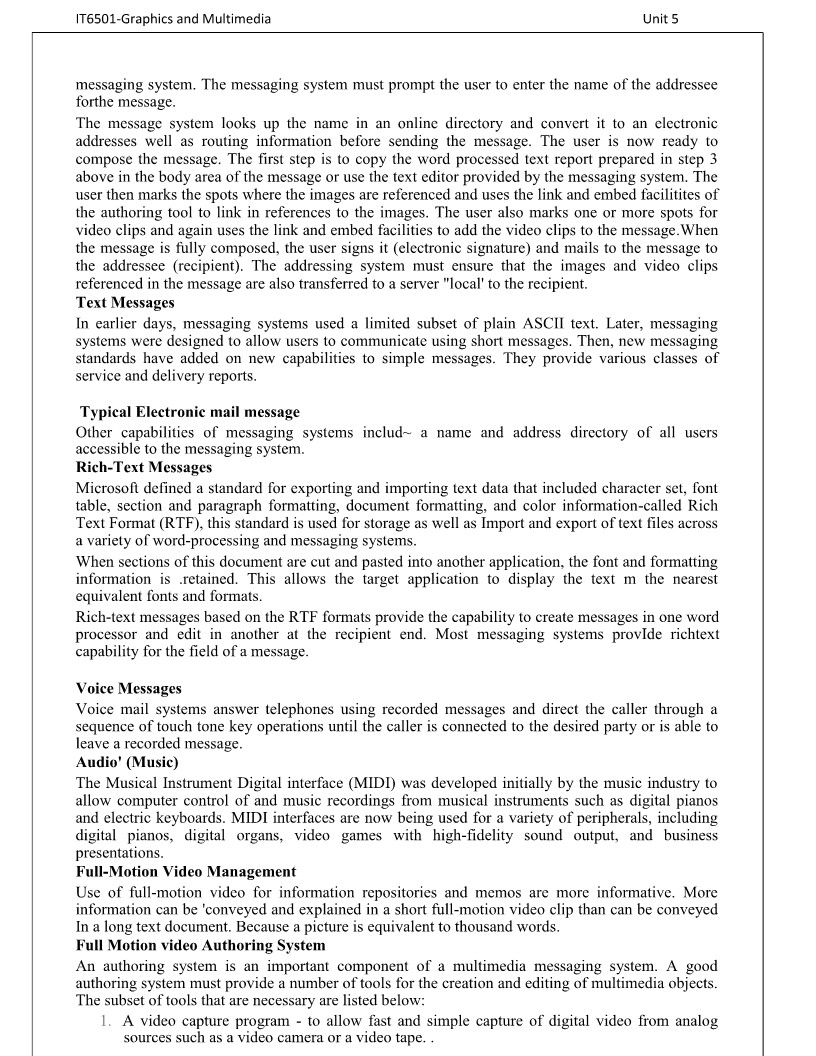 IT6501-Graphics and Multimedia Unit 5
messaging system. The messaging system must prompt the user to enter the name of the addressee
forthe message.
The message system looks up the name in an online directory and convert it to an electronic
addresses well as routing information before sending the message. The user is now ready to
compose the message. The first step is to copy the word processed text report prepared in step 3
above in the body area of the message or use the text editor provided by the messaging system. The
user then marks the spots where the images are referenced and uses the link and embed facilitites of
the authoring tool to link in references to the images. The user also marks one or more spots for
video clips and again uses the link and embed facilities to add the video clips to the message.When
the message is fully composed, the user signs it (electronic signature) and mails to the message to
the addressee (recipient). The addressing system must ensure that the images and video clips
referenced in the message are also transferred to a server "local' to the recipient.
Text Messages
In earlier days, messaging systems used a limited subset of plain ASCII text. Later, messaging
systems were designed to allow users to communicate using short messages. Then, new messaging
standards have added on new capabilities to simple messages. They provide various classes of
service and delivery reports.
Typical Electronic mail message
Other capabilities of messaging systems includ~ a name and address directory of all users
accessible to the messaging system.
Rich-Text Messages
Microsoft defined a standard for exporting and importing text data that included character set, font
table, section and paragraph formatting, document formatting, and color information-called Rich
Text Format (RTF), this standard is used for storage as well as Import and export of text files across
a variety of word-processing and messaging systems.
When sections of this document are cut and pasted into another application, the font and formatting
information is .retained. This allows the target application to display the text m the nearest
equivalent fonts and formats.
Rich-text messages based on the RTF formats provide the capability to create messages in one word
processor and edit in another at the recipient end. Most messaging systems provIde richtext
capability for the field of a message.
Voice Messages
Voice mail systems answer telephones using recorded messages and direct the caller through a
sequence of touch tone key operations until the caller is connected to the desired party or is able to
leave a recorded message.
Audio' (Music)
The Musical Instrument Digital interface (MIDI) was developed initially by the music industry to
allow computer control of and music recordings from musical instruments such as digital pianos
and electric keyboards. MIDI interfaces are now being used for a variety of peripherals, including
digital pianos, digital organs, video games with high-fidelity sound output, and business
presentations.
Full-Motion Video Management
Use of full-motion video for information repositories and memos are more informative. More
information can be 'conveyed and explained in a short full-motion video clip than can be conveyed
In a long text document. Because a picture is equivalent to thousand words.
Full Motion video Authoring System
An authoring system is an important component of a multimedia messaging system. A good
authoring system must provide a number of tools for the creation and editing of multimedia objects.
The subset of tools that are necessary are listed below:
1. A video capture program - to allow fast and simple capture of digital video from analog
sources such as a video camera or a video tape. .